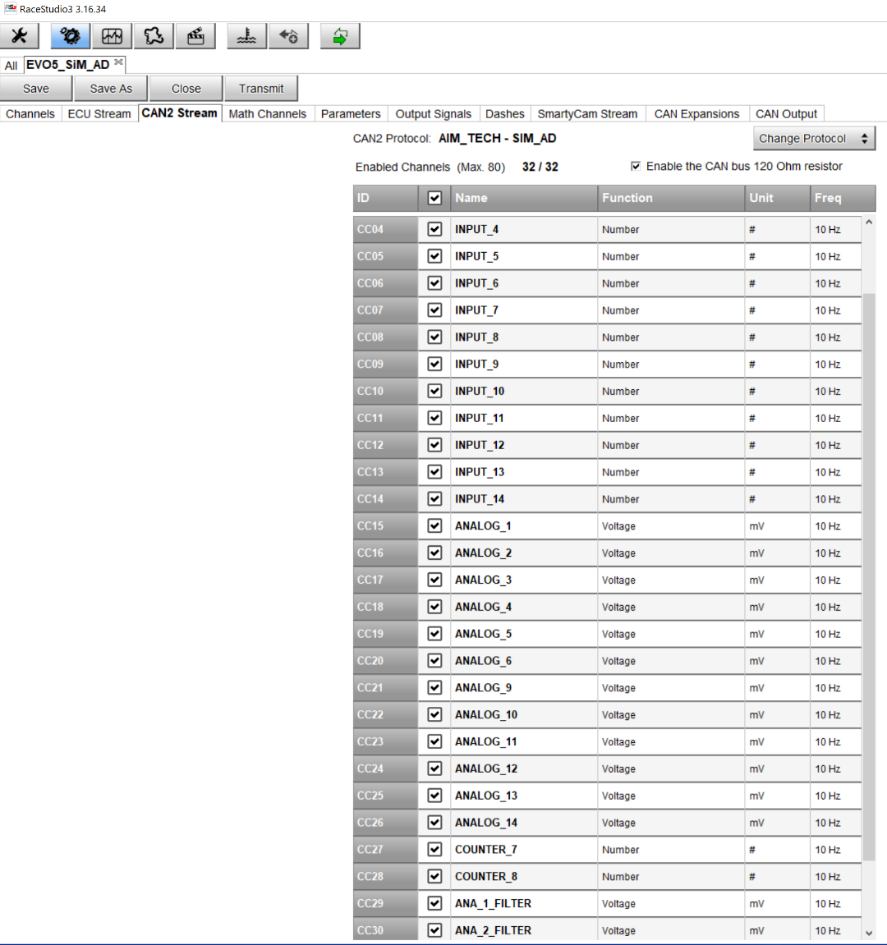 RaceStudio3 3.16.34
All EVO5_SiM_AD
Save Save As Close Transmit
Channels ECU Stream CAN2 Stream Math Channels Parameters Output Signals Dashes SmartyCam Stream CAN Expansions CAN Output
CAN2 Protocol: AIM_TECH - SIM_AD Change Protocol
Enabled Channels (Max. 80) 32 / 32 Enable the CAN bus 120 Ohm resistor
ID Name Function Unit Freq
CC04 INPUT_4 Number # 10 Hz
CC05 INPUT_5 Number # 10 Hz
CC06 INPUT_6 Number # 10 Hz
CC07 INPUT_7 Number # 10 Hz
CC08 INPUT_8 Number # 10 Hz
CC09 INPUT_9 Number # 10 Hz
CC10 INPUT_10 Number # 10 Hz
CC11 INPUT_11 Number # 10 Hz
CC12 INPUT_12 Number # 10 Hz
CC13 INPUT_13 Number # 10 Hz
CC14 INPUT_14 Number # 10 Hz
CC15 ANALOG_1 Voltage mV 10 Hz
CC16 ANALOG_2 Voltage mV 10 Hz
CC17 ANALOG_3 Voltage mV 10 Hz
CC18 ANALOG_4 Voltage mV 10 Hz
CC19 ANALOG_5 Voltage mV 10 Hz
CC20 ANALOG_6 Voltage mV 10 Hz
CC21 ANALOG_9 Voltage mV 10 Hz
CC22 ANALOG_10 Voltage mV 10 Hz
CC23 ANALOG_11 Voltage mV 10 Hz
CC24 ANALOG_12 Voltage mV 10 Hz
CC25 ANALOG_13 Voltage mV 10 Hz
CC26 ANALOG_14 Voltage mV 10 Hz
CC27 COUNTER_7 Number # 10 Hz
CC28 COUNTER_8 Number # 10 Hz
CC29 ANA_1_FILTER Voltage mV 10 Hz
CC30 ANA_2_FILTER Voltage mV 10 Hz